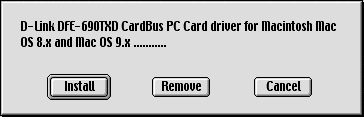 D-Link DFE-690TXD CardBus PC Card driver for Macintosh Mac
OS 8.x and Mac OS 9.x ...........
Install
Remove
Cancel